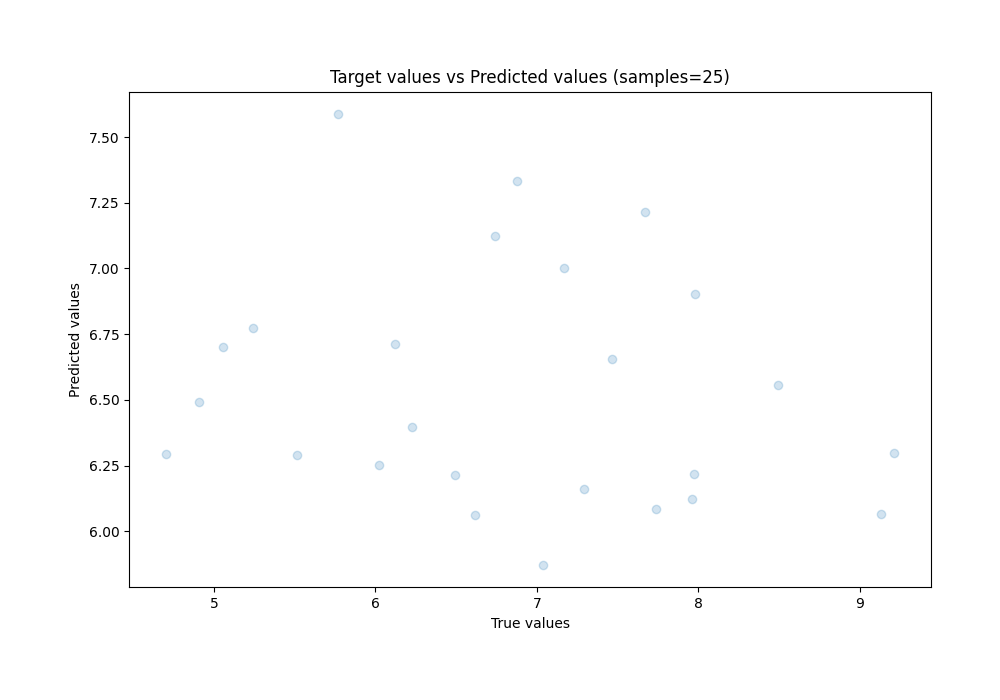 Target values vs Predicted values (samples=25)
7.50
7.25
7.00
6.75
6.50
6.25
6.00
Predicted values
5 6 7 8 9
True values